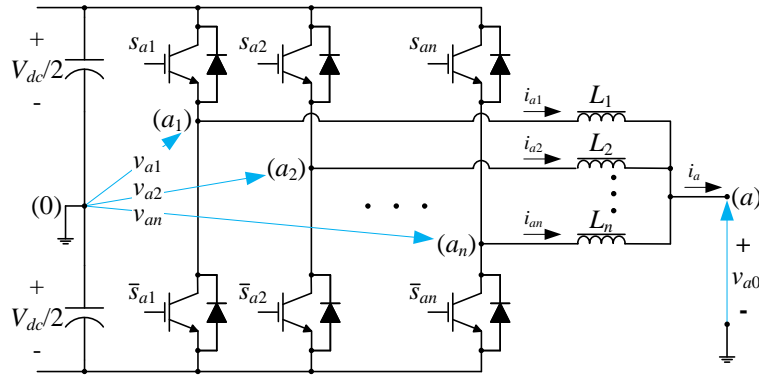 +
V_dc/2
-
s_a1
s_a2
s_an
(a_1)
(a_2)
(a_n)
v_a1
v_a2
v_an
(0)
. . .
i_a1
L_1
i_a2
L_2
i_an
L_n
i_a
(a)
+
v_a0
-
+
V_dc/2
-
s̅_a1
s̅_a2
s̅_an